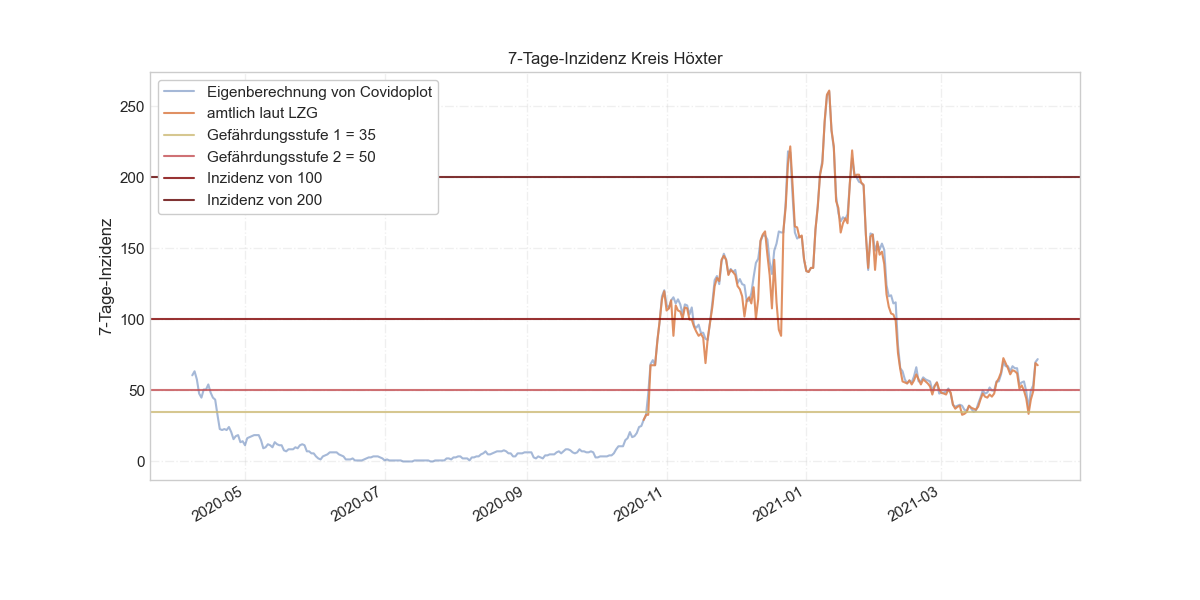 7-Tage-Inzidenz Kreis Höxter
Eigenberechnung von Covidoplot
amtlich laut LZG
Gefährdungsstufe 1 = 35
Gefährdungsstufe 2 = 50
Inzidenz von 100
Inzidenz von 200
7-Tage-Inzidenz
250
200
150
100
50
0
2020-05
2020-07
2020-09
2020-11
2021-01
2021-03